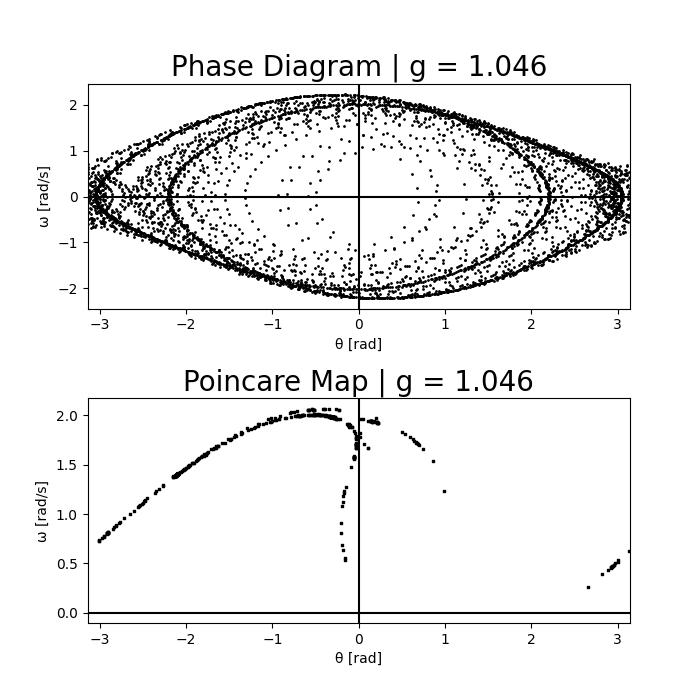 Phase Diagram | g = 1.046
2
1
0
−1
−2
ω [rad/s]
−3 −2 −1 0 1 2 3
θ [rad]
Poincare Map | g = 1.046
2.0
1.5
1.0
0.5
0.0
ω [rad/s]
−3 −2 −1 0 1 2 3
θ [rad]